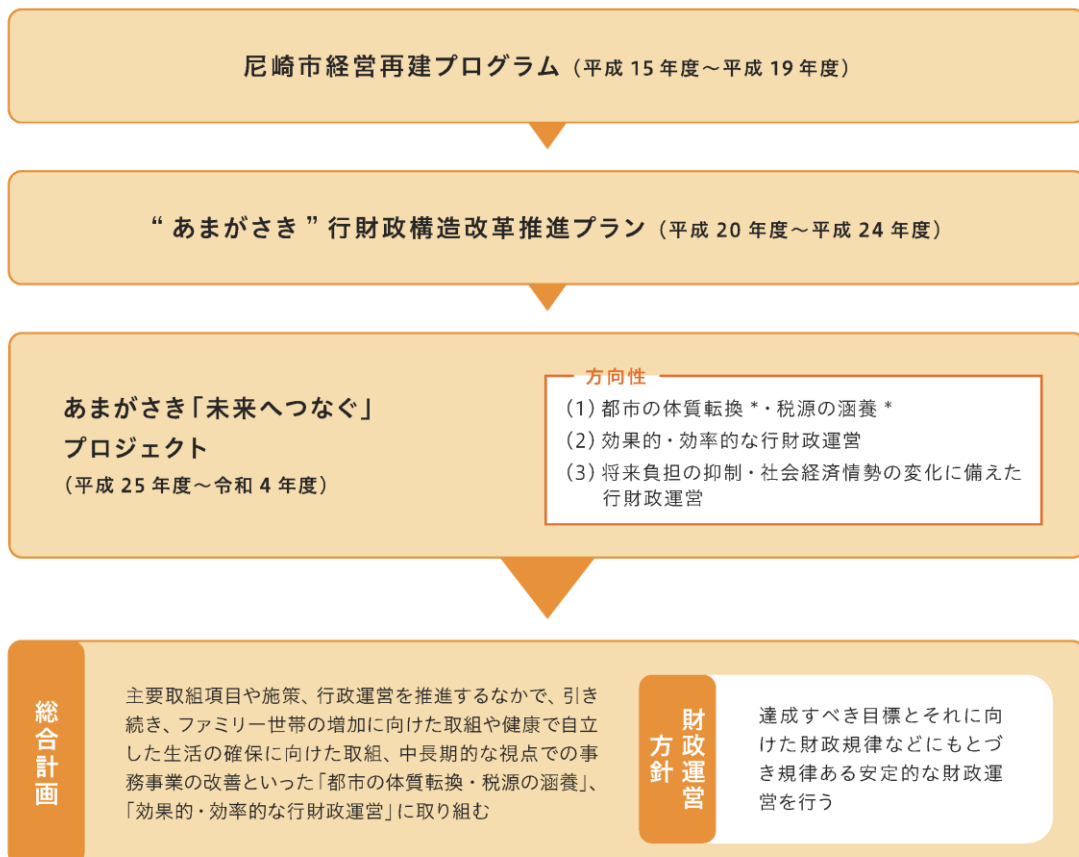 尼崎市経営再建プログラム（平成 15 年度～平成 19 年度）
“ あまがさき ” 行財政構造改革推進プラン（平成 20 年度～平成 24 年度）
あまがさき「未来へつなぐ」
プロジェクト
（平成 25 年度～令和 4 年度）
方向性
（1）都市の体質転換 *・税源の涵養 *
（2）効果的・効率的な行財政運営
（3）将来負担の抑制・社会経済情勢の変化に備えた
行財政運営
総合計画
主要取組項目や施策、行政運営を推進するなかで、引き
続き、ファミリー世帯の増加に向けた取組や健康で自立
した生活の確保に向けた取組、中長期的な視点での事
務事業の改善といった「都市の体質転換・税源の涵養」、
「効果的・効率的な行財政運営」に取り組む
財政運営
方針
達成すべき目標とそれに向
けた財政規律などにもとづ
き規律ある安定的な財政運
営を行う